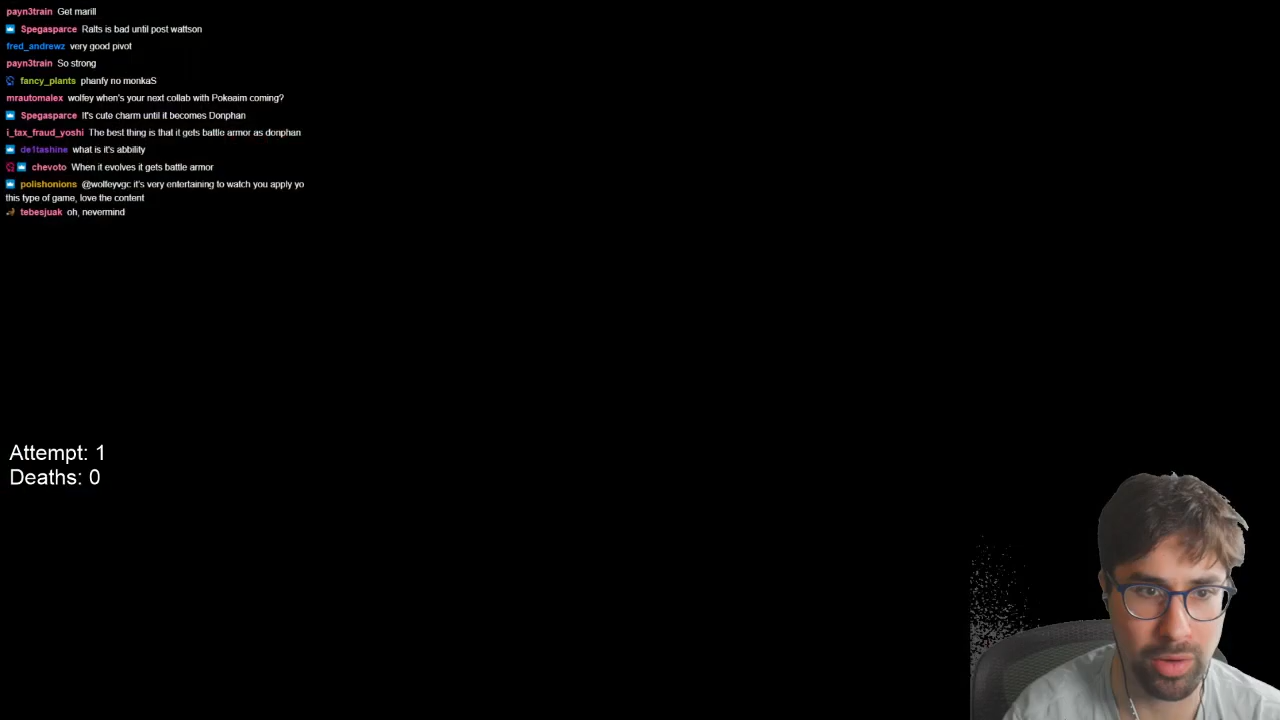 payn3train Get marill
Spegasparce Ralts is bad until post wattson
fred_andrewz very good pivot
payn3train So strong
fancy_plants phanfy no monkaS
mrautomalex wolfey when's your next collab with Pokeaim coming?
Spegasparce It's cute charm until it becomes Donphan
i_tax_fraud_yoshi The best thing is that it gets battle armor as donphan
de1tashine what is it's abbility
chevoto When it evolves it gets battle armor
polishonions @wolfeyvgc it's very entertaining to watch you apply yo
this type of game, love the content
tebesjuak oh, nevermind
Attempt: 1
Deaths: 0